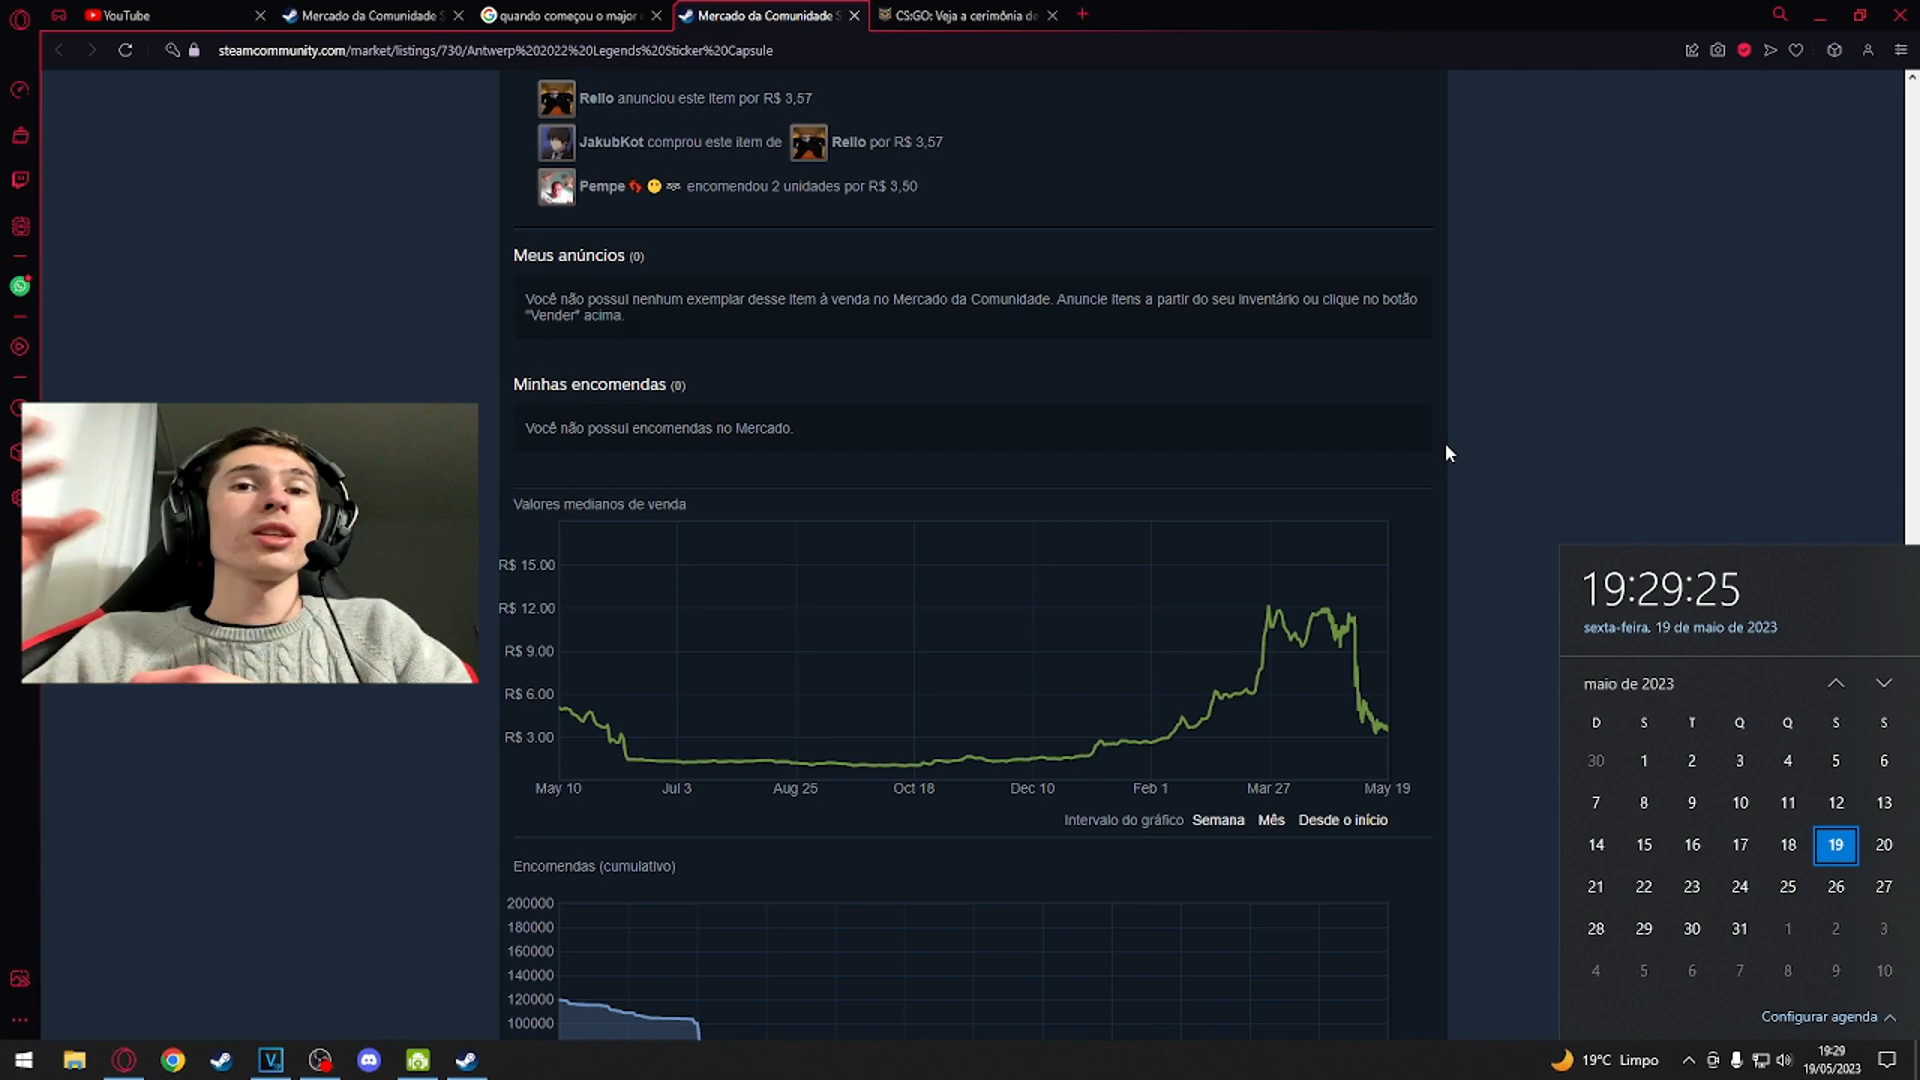 YouTube
Mercado da Comunidade S
quando começou o major
Mercado da Comunidade S
CS:GO: Veja a cerimônia de
steamcommunity.com/market/listings/730/Antwerp%202022%20Legends%20Sticker%20Capsule
Rello anunciou este item por R$ 3,57
JakubKot comprou este item de Rello por R$ 3,57
Pempe encomendou 2 unidades por R$ 3,50
Meus anúncios (0)
Você não possui nenhum exemplar desse item à venda no Mercado da Comunidade. Anuncie itens a partir do seu inventário ou clique no botão
"Vender" acima.
Minhas encomendas (0)
Você não possui encomendas no Mercado.
Valores medianos de venda
R$ 15.00
R$ 12.00
R$ 9.00
R$ 6.00
R$ 3.00
May 10 Jul 3 Aug 25 Oct 18 Dec 10 Feb 1 Mar 27 May 19
Intervalo do gráfico Semana Mês Desde o início
Encomendas (cumulativo)
200000
180000
160000
140000
120000
100000
19:29:25
sexta-feira, 19 de maio de 2023
maio de 2023
D S T Q Q S S
30 1 2 3 4 5 6
7 8 9 10 11 12 13
14 15 16 17 18 19 20
21 22 23 24 25 26 27
28 29 30 31 1 2 3
4 5 6 7 8 9 10
Configurar agenda
19°C Limpo
19:29
19/05/2023